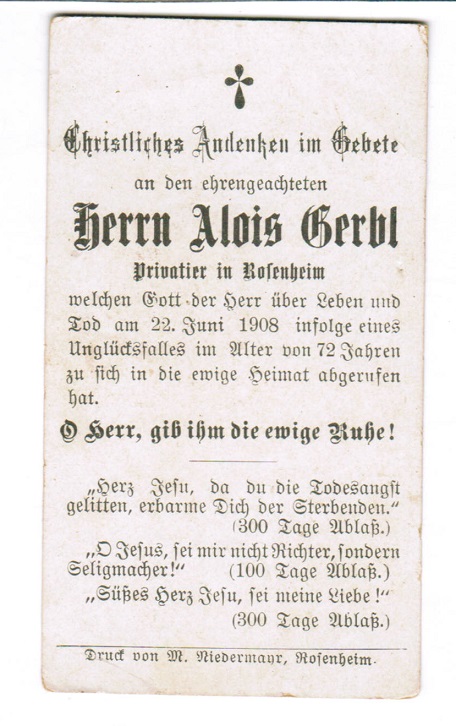 Christliches Andenken im Gebete
an den ehrengeachteten
Herrn Alois Gerbl
Privatier in Rosenheim
welchen Gott der Herr über Leben und
Tod am 22. Juni 1908 infolge eines
Unglücksfalles im Alter von 72 Jahren
zu sich in die ewige Heimat abgerufen
hat.
O Herr, gib ihm die ewige Ruhe!
„Herz Jesu, da du die Todesangst
gelitten, erbarme Dich der Sterbenden.“
(300 Tage Ablaß.)
„O Jesus, sei mir nicht Richter, sondern
Seligmacher!“ (100 Tage Ablaß.)
„Süßes Herz Jesu, sei meine Liebe!“
(300 Tage Ablaß.)
Druck von M. Niedermayr, Rosenheim.